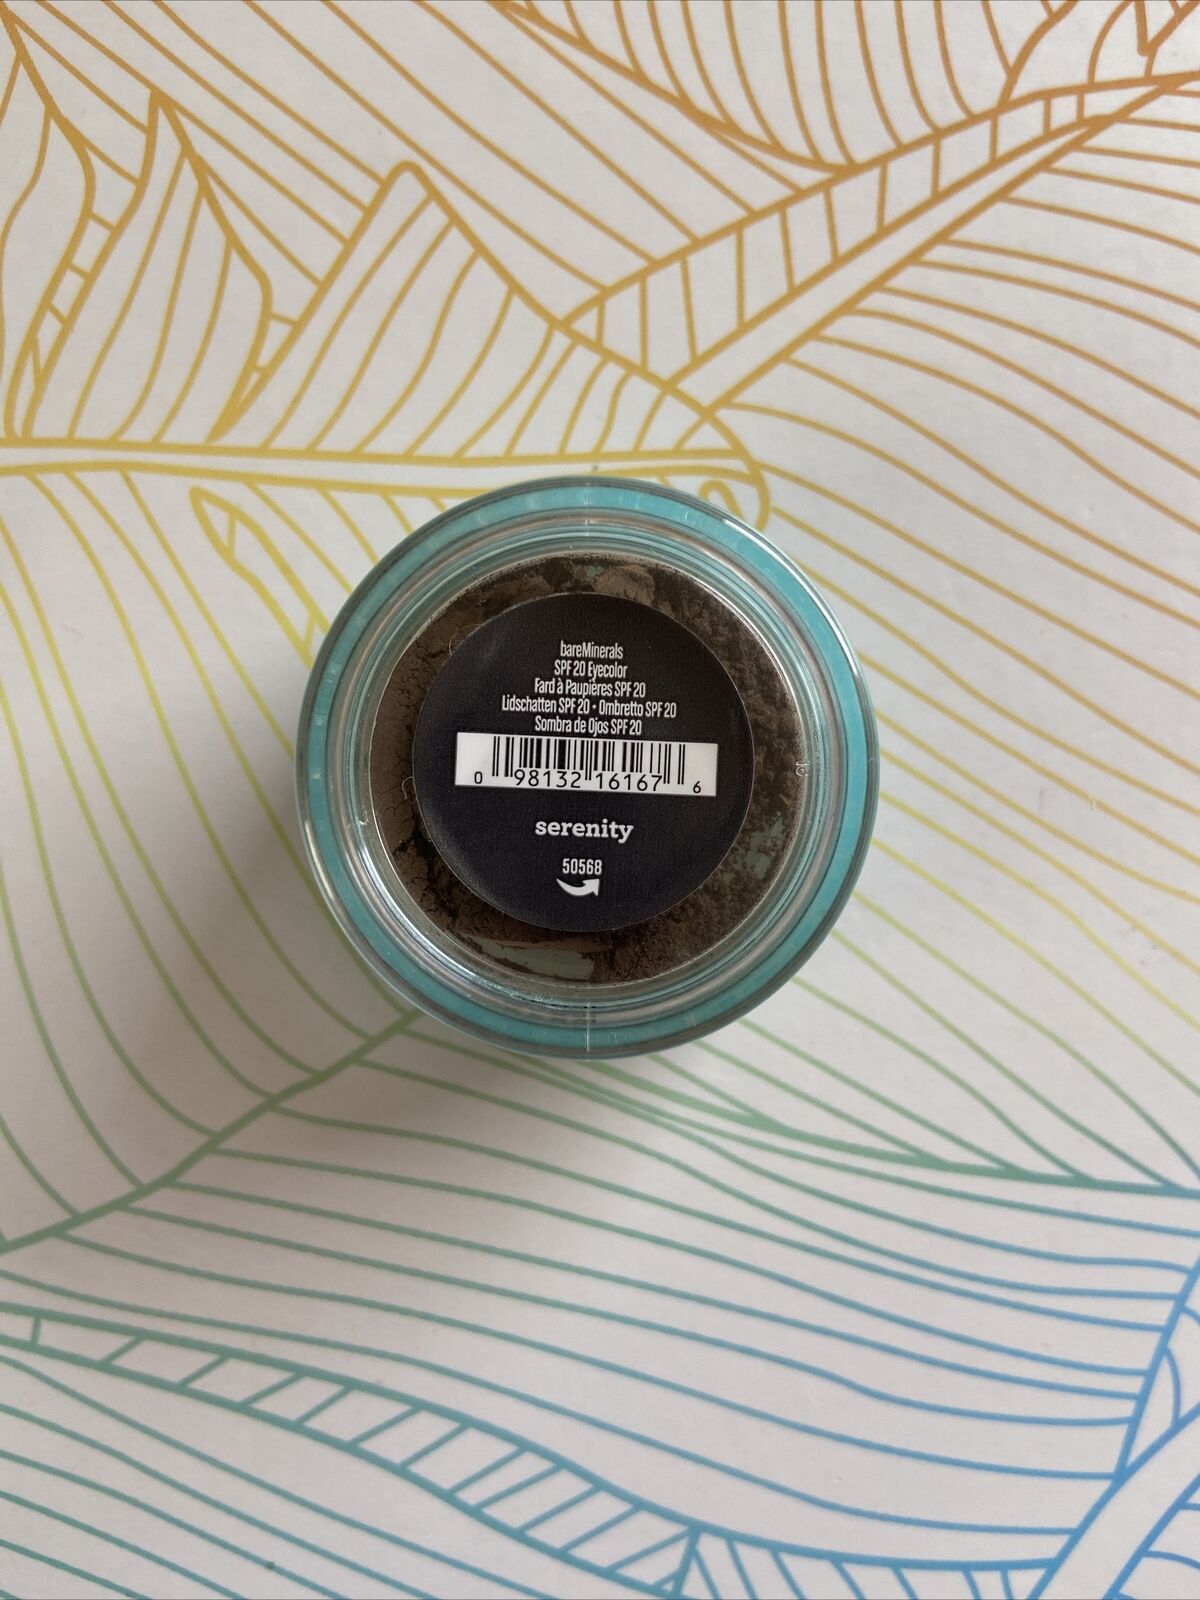 bareMinerals
SPF 20 Eyecolor
Fard à Paupières SPF 20
Lidschatten SPF 20 • Ombretto SPF 20
Sombra de Ojos SPF 20
0 98132 16167 6
serenity
50568